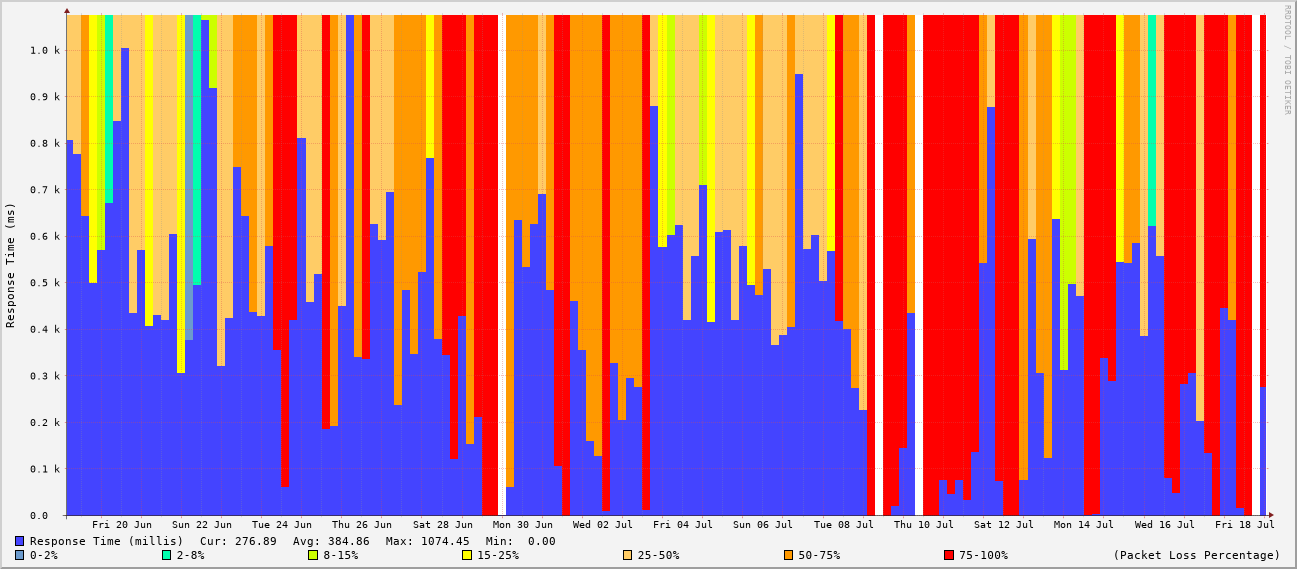 RRDTOOL / TOBI OETIKER
Response Time (ms)
1.0 k
0.9 k
0.8 k
0.7 k
0.6 k
0.5 k
0.4 k
0.3 k
0.2 k
0.1 k
0.0
Fri 20 Jun Sun 22 Jun Tue 24 Jun Thu 26 Jun Sat 28 Jun Mon 30 Jun Wed 02 Jul Fri 04 Jul Sun 06 Jul Tue 08 Jul Thu 10 Jul Sat 12 Jul Mon 14 Jul Wed 16 Jul Fri 18 Jul
Response Time (millis) Cur: 276.89 Avg: 384.86 Max: 1074.45 Min: 0.00
0-2% 2-8% 8-15% 15-25% 25-50% 50-75% 75-100% (Packet Loss Percentage)